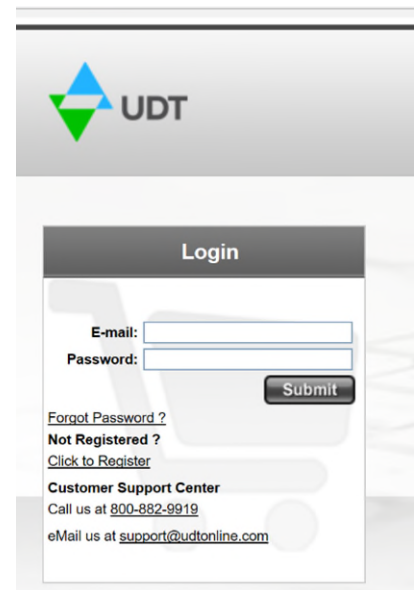 UDT
Login
E-mail:
Password:
Submit
Forgot Password ?
Not Registered ?
Click to Register
Customer Support Center
Call us at 800-882-9919
eMail us at support@udtonline.com